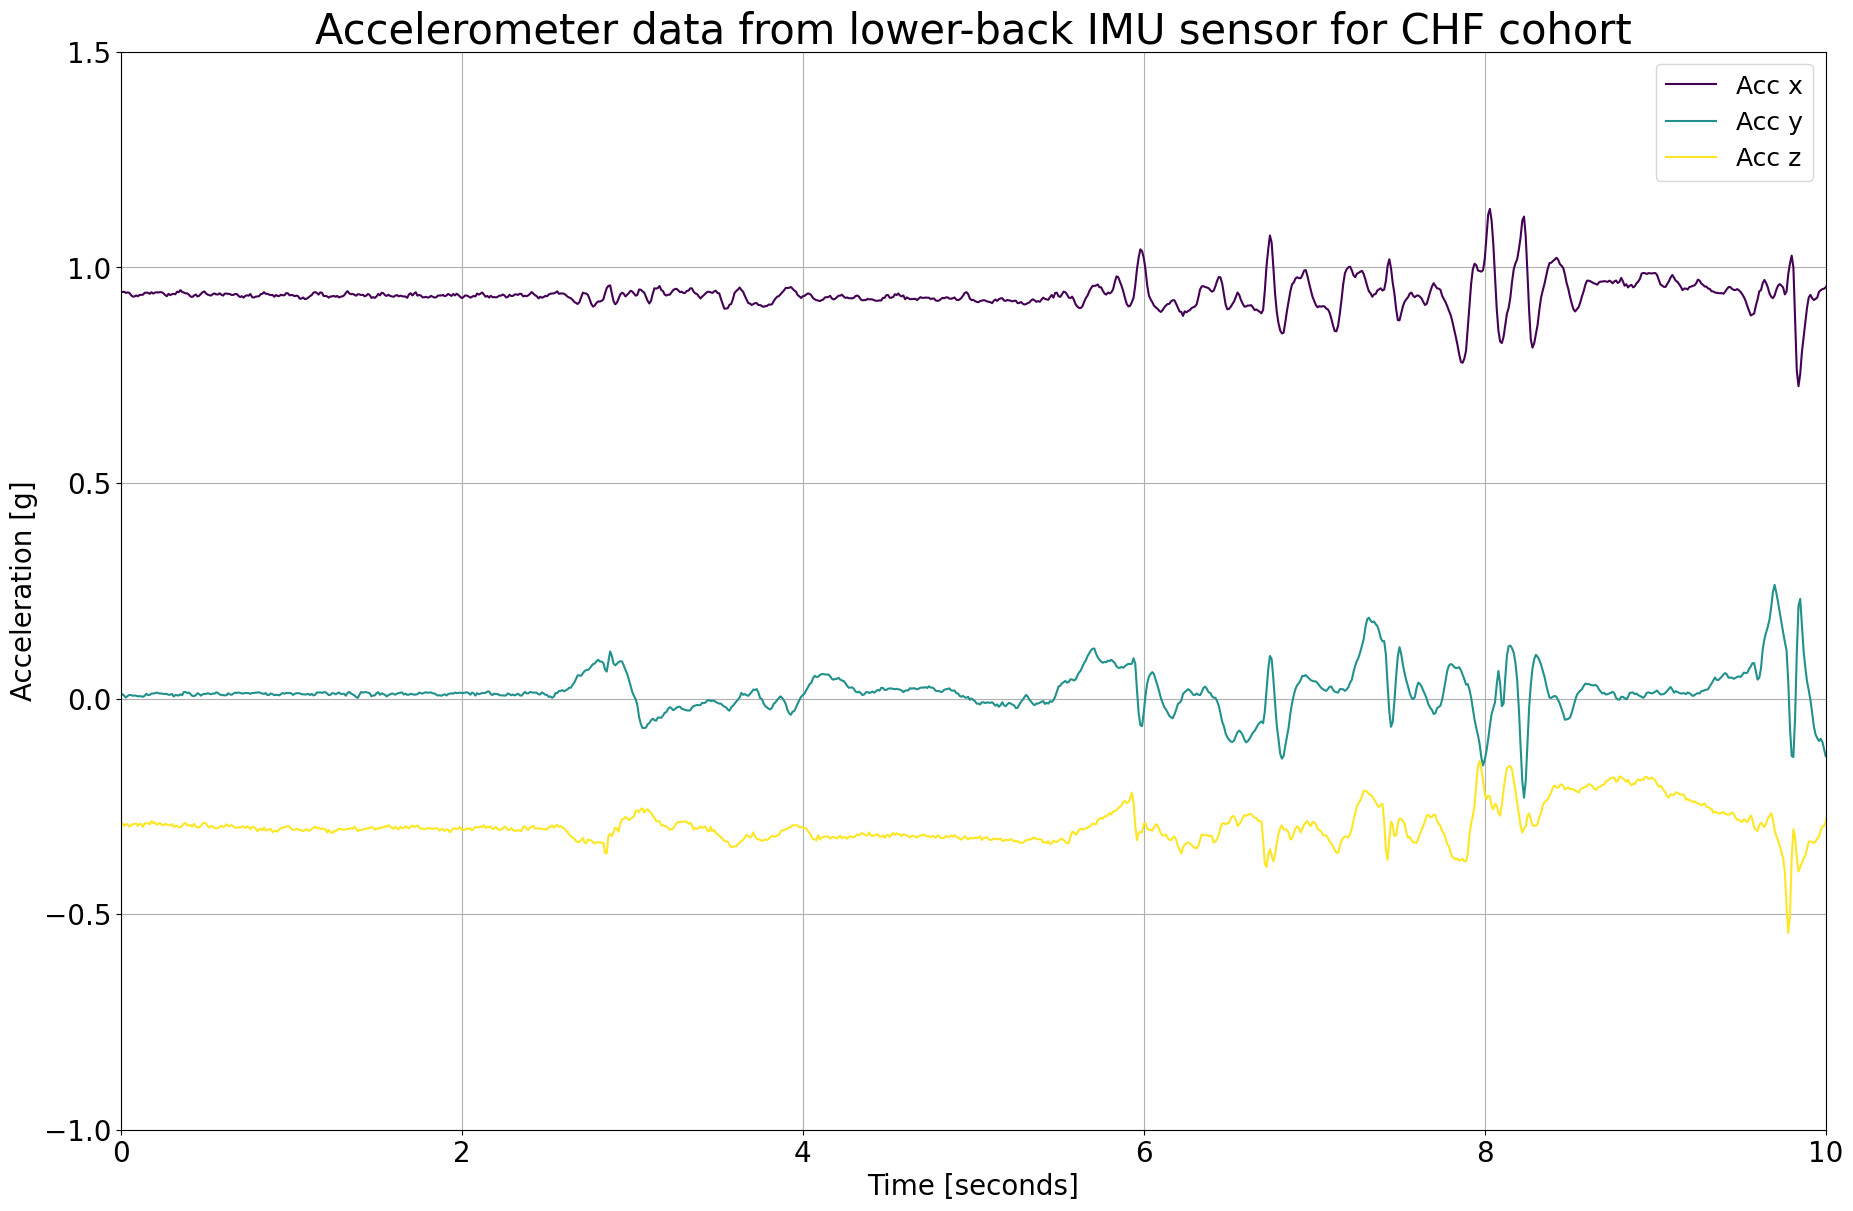 Accelerometer data from lower-back IMU sensor for CHF cohort
1.5
1.0
0.5
0.0
−0.5
−1.0
Acceleration [g]
Acc x
Acc y
Acc z
0 2 4 6 8 10
Time [seconds]